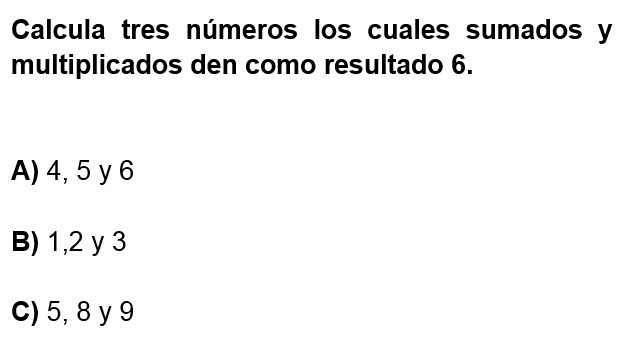 Calcula tres números los cuales sumados y
multiplicados den como resultado 6.
A) 4, 5 y 6
B) 1,2 y 3
C) 5, 8 y 9